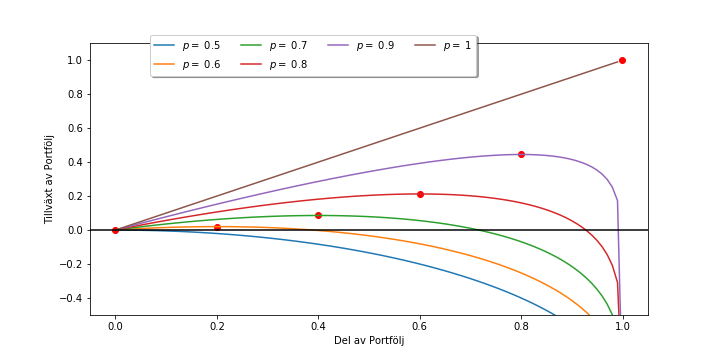 p = 0.5 p = 0.7 p = 0.9 p = 1
p = 0.6 p = 0.8
1.0
0.8
0.6
0.4
0.2
0.0
−0.2
−0.4
Tillväxt av Portfölj
0.0 0.2 0.4 0.6 0.8 1.0
Del av Portfölj